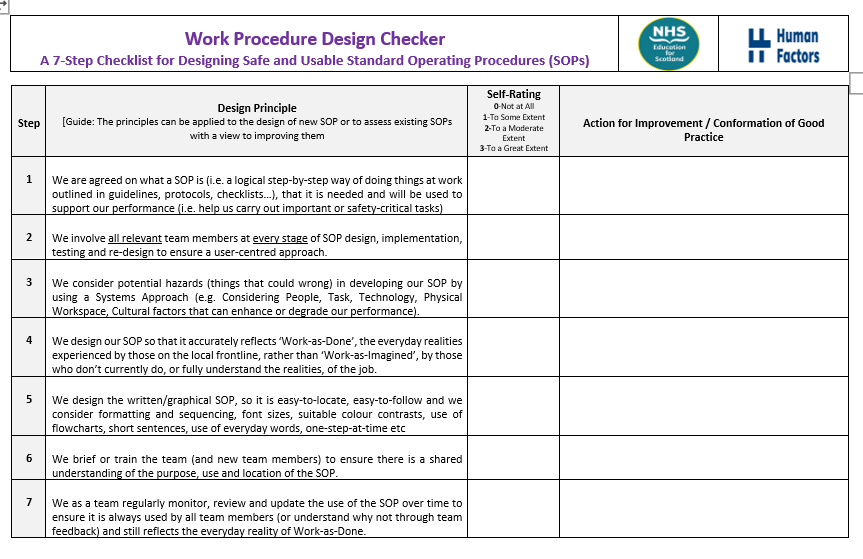 Work Procedure Design Checker
A 7-Step Checklist for Designing Safe and Usable Standard Operating Procedures (SOPs)
NHS
Education
for
Scotland
Human
Factors
Step
Design Principle
[Guide: The principles can be applied to the design of new SOP or to assess existing SOPs
with a view to improving them
Self-Rating
0-Not at All
1-To Some Extent
2-To a Moderate
Extent
3-To a Great Extent
Action for Improvement / Conformation of Good
Practice
1
We are agreed on what a SOP is (i.e. a logical step-by-step way of doing things at work
outlined in guidelines, protocols, checklists...), that it is needed and will be used to
support our performance (i.e. help us carry out important or safety-critical tasks)
2
We involve all relevant team members at every stage of SOP design, implementation,
testing and re-design to ensure a user-centred approach.
3
We consider potential hazards (things that could wrong) in developing our SOP by
using a Systems Approach (e.g. Considering People, Task, Technology, Physical
Workspace, Cultural factors that can enhance or degrade our performance).
4
We design our SOP so that it accurately reflects ‘Work-as-Done’, the everyday realities
experienced by those on the local frontline, rather than ‘Work-as-Imagined’, by those
who don’t currently do, or fully understand the realities, of the job.
5
We design the written/graphical SOP, so it is easy-to-locate, easy-to-follow and we
consider formatting and sequencing, font sizes, suitable colour contrasts, use of
flowcharts, short sentences, use of everyday words, one-step-at-time etc
6
We brief or train the team (and new team members) to ensure there is a shared
understanding of the purpose, use and location of the SOP.
7
We as a team regularly monitor, review and update the use of the SOP over time to
ensure it is always used by all team members (or understand why not through team
feedback) and still reflects the everyday reality of Work-as-Done.